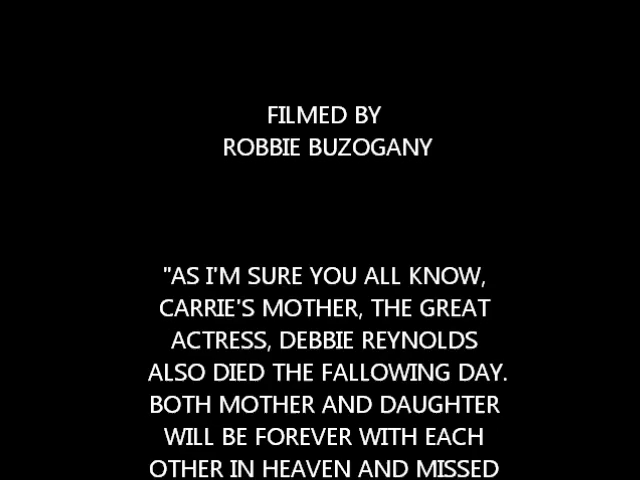 FILMED BY
ROBBIE BUZOGANY
"AS I'M SURE YOU ALL KNOW,
CARRIE'S MOTHER, THE GREAT
ACTRESS, DEBBIE REYNOLDS
ALSO DIED THE FALLOWING DAY.
BOTH MOTHER AND DAUGHTER
WILL BE FOREVER WITH EACH
OTHER IN HEAVEN AND MISSED